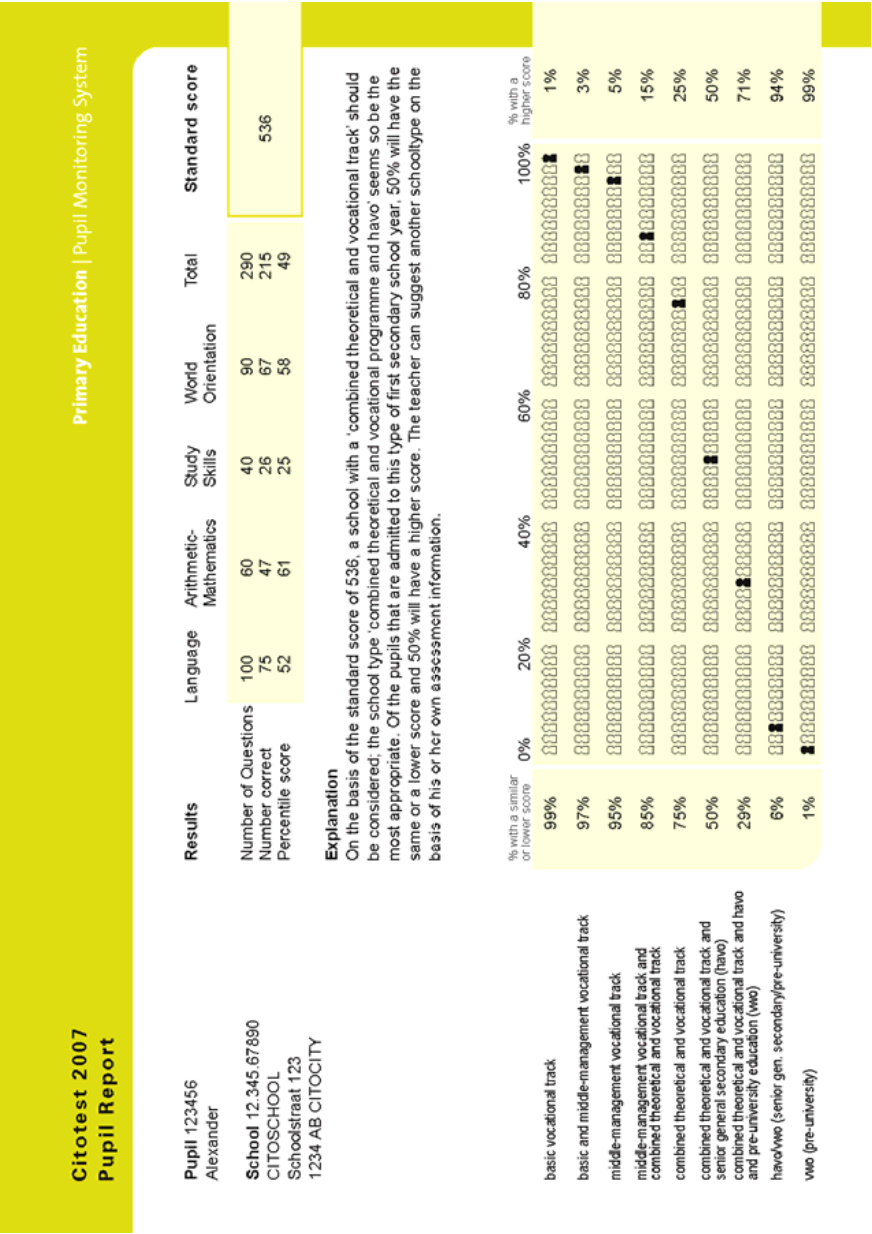 Citotest 2007
Pupil Report
Primary Education | Pupil Monitoring System
Pupil 123456
Alexander
School 12.345.67890
CITOSCHOOL
Schoolstraat 123
1234 AB CITOCITY
Results Language Arithmetic-Mathematics Study Skills World Orientation Total Standard score
Number of Questions 100 60 40 90 290
Number correct 75 47 26 67 215 536
Percentile score 52 61 25 58 49
Explanation
On the basis of the standard score of 536, a school with a 'combined theoretical and vocational track' should
be considered; the school type 'combined theoretical and vocational programme and havo' seems so be the
most appropriate. Of the pupils that are admitted to this type of first secondary school year, 50% will have the
same or a lower score and 50% will have a higher score. The teacher can suggest another schooltype on the
basis of his or her own assessment information.
% with a similar
or lower score
0% 20% 40% 60% 80% 100%
% with a
higher score
basic vocational track 99% 1%
basic and middle-management vocational track 97% 3%
middle-management vocational track 95% 5%
middle-management vocational track and
combined theoretical and vocational track 85% 15%
combined theoretical and vocational track 75% 25%
combined theoretical and vocational track and
senior general secondary education (havo) 50% 50%
combined theoretical and vocational track and havo
and pre-university education (vwo) 29% 71%
havo/vwo (senior gen. secondary/pre-university) 6% 94%
vwo (pre-university) 1% 99%